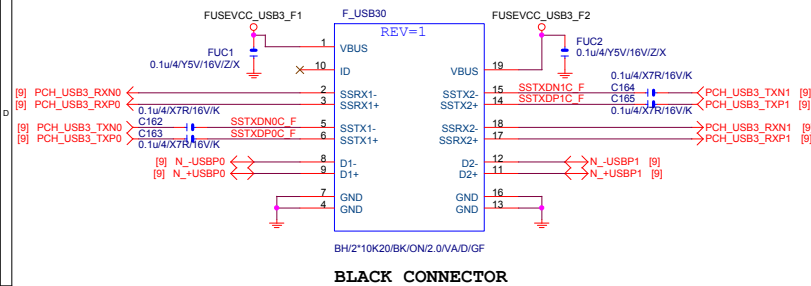 FUSEVCC_USB3_F1 F_USB30 FUSEVCC_USB3_F2
REV=1
FUC1
0.1u/4/Y5V/16V/Z/X
FUC2
0.1u/4/Y5V/16V/Z/X
1 VBUS
10 ID
VBUS 19
0.1u/4/X7R/16V/K
[9] PCH_USB3_RXN0 2 SSRX1-
[9] PCH_USB3_RXP0 3 SSRX1+
SSTX2- 15 SSTXDN1C_F C164 PCH_USB3_TXN1 [9]
SSTX2+ 14 SSTXDP1C_F C165 PCH_USB3_TXP1 [9]
0.1u/4/X7R/16V/K
0.1u/4/X7R/16V/K
[9] PCH_USB3_TXN0 C162 SSTXDN0C_F 5 SSTX1-
[9] PCH_USB3_TXP0 C163 SSTXDP0C_F 6 SSTX1+
0.1u/4/X7R/16V/K
SSRX2- 18 PCH_USB3_RXN1 [9]
SSRX2+ 17 PCH_USB3_RXP1 [9]
[9] N_-USBP0 8 D1-
[9] N_+USBP0 9 D1+
D2- 12 N_-USBP1 [9]
D2+ 11 N_+USBP1 [9]
7 GND
4 GND
GND 16
GND 13
D
BH/2*10K20/BK/ON/2.0/VA/D/GF
BLACK CONNECTOR